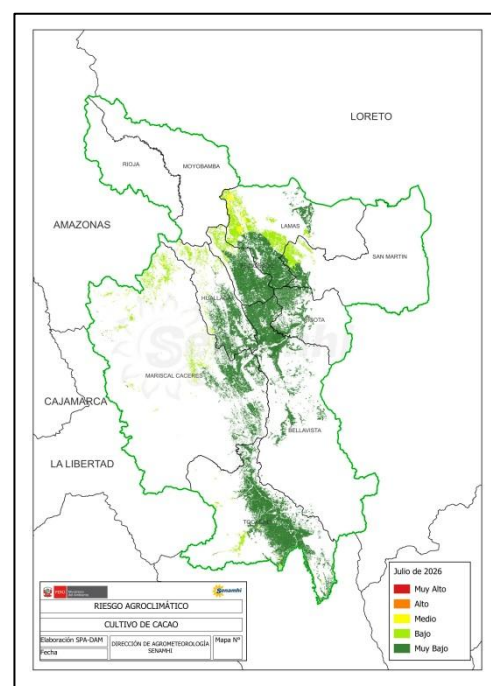 LORETO
RIOJA
MOYOBAMBA
LAMAS
AMAZONAS
SAN MARTIN
HUALLAGA
Senamhi
MARISCAL CACERES
CAJAMARCA
BELLAVISTA
LA LIBERTAD
PERÚ
Senamhi
RIESGO AGROCLIMÁTICO
CULTIVO DE CACAO
Elaboración SPA-DAM
Fecha
DIRECCIÓN DE AGROMETEOROLOGÍA
SENAMHI
Mapa N°
Julio de 2026
Muy Alto
Alto
Medio
Bajo
Muy Bajo